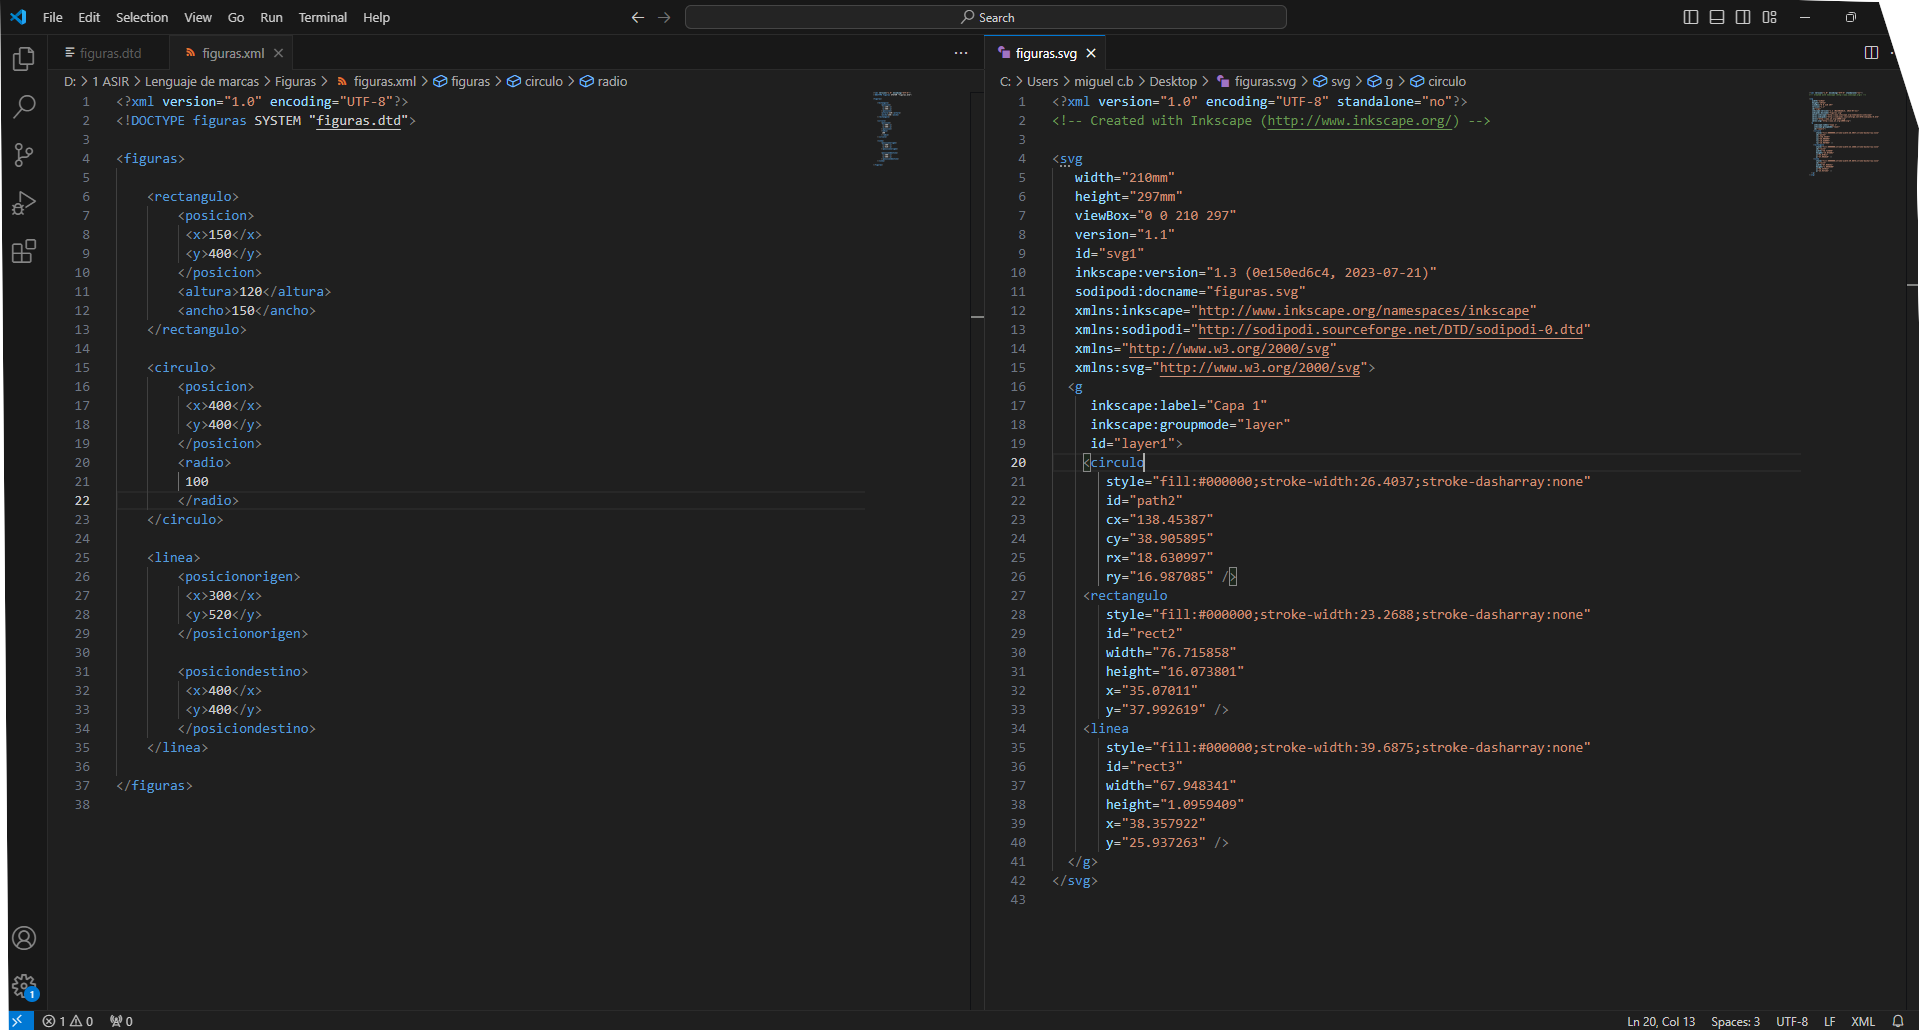 File Edit Selection View Go Run Terminal Help
Search
figuras.dtd
figuras.xml
D: > 1 ASIR > Lenguaje de marcas > Figuras > figuras.xml > figuras > circulo > radio
1 <?xml version="1.0" encoding="UTF-8"?>
2 <!DOCTYPE figuras SYSTEM "figuras.dtd">
3
4 <figuras>
5
6 <rectangulo>
7 <posicion>
8 <x>150</x>
9 <y>400</y>
10 </posicion>
11 <altura>120</altura>
12 <ancho>150</ancho>
13 </rectangulo>
14
15 <circulo>
16 <posicion>
17 <x>400</x>
18 <y>400</y>
19 </posicion>
20 <radio>
21 100
22 </radio>
23 </circulo>
24
25 <linea>
26 <posicionorigen>
27 <x>300</x>
28 <y>520</y>
29 </posicionorigen>
30
31 <posiciondestino>
32 <x>400</x>
33 <y>400</y>
34 </posiciondestino>
35 </linea>
36
37 </figuras>
38
figuras.svg
C: > Users > miguel c.b > Desktop > figuras.svg > svg > g > circulo
1 <?xml version="1.0" encoding="UTF-8" standalone="no"?>
2 <!-- Created with Inkscape (http://www.inkscape.org/) -->
3
4 <svg
5 width="210mm"
6 height="297mm"
7 viewBox="0 0 210 297"
8 version="1.1"
9 id="svg1"
10 inkscape:version="1.3 (0e150ed6c4, 2023-07-21)"
11 sodipodi:docname="figuras.svg"
12 xmlns:inkscape="http://www.inkscape.org/namespaces/inkscape"
13 xmlns:sodipodi="http://sodipodi.sourceforge.net/DTD/sodipodi-0.dtd"
14 xmlns="http://www.w3.org/2000/svg"
15 xmlns:svg="http://www.w3.org/2000/svg">
16 <g
17 inkscape:label="Capa 1"
18 inkscape:groupmode="layer"
19 id="layer1">
20 <circulo
21 style="fill:#000000;stroke-width:26.4037;stroke-dasharray:none"
22 id="path2"
23 cx="138.45387"
24 cy="38.905895"
25 rx="18.630997"
26 ry="16.987085" />
27 <rectangulo
28 style="fill:#000000;stroke-width:23.2688;stroke-dasharray:none"
29 id="rect2"
30 width="76.715858"
31 height="16.073801"
32 x="35.07011"
33 y="37.992619" />
34 <linea
35 style="fill:#000000;stroke-width:39.6875;stroke-dasharray:none"
36 id="rect3"
37 width="67.948341"
38 height="1.0959409"
39 x="38.357922"
40 y="25.937263" />
41 </g>
42 </svg>
43
1
1 0 0
Ln 20, Col 13 Spaces: 3 UTF-8 LF XML